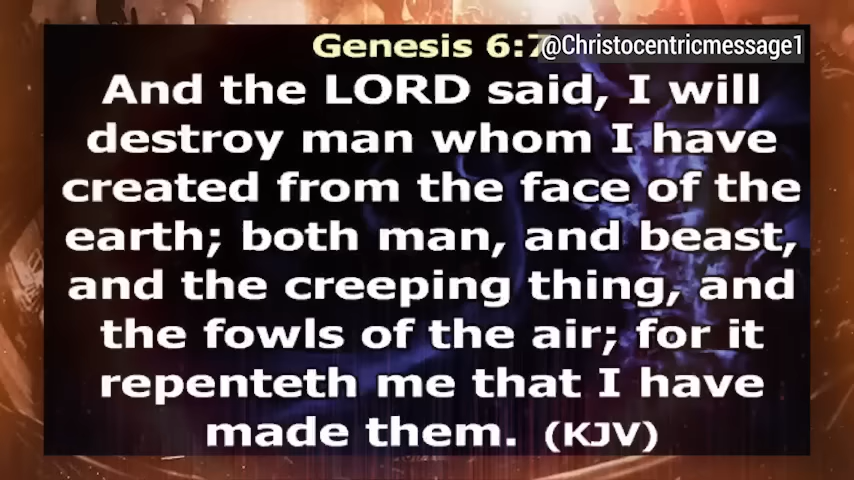 Genesis 6:7
@Christocentricmessage1
And the LORD said, I will
destroy man whom I have
created from the face of the
earth; both man, and beast,
and the creeping thing, and
the fowls of the air; for it
repenteth me that I have
made them. (KJV)